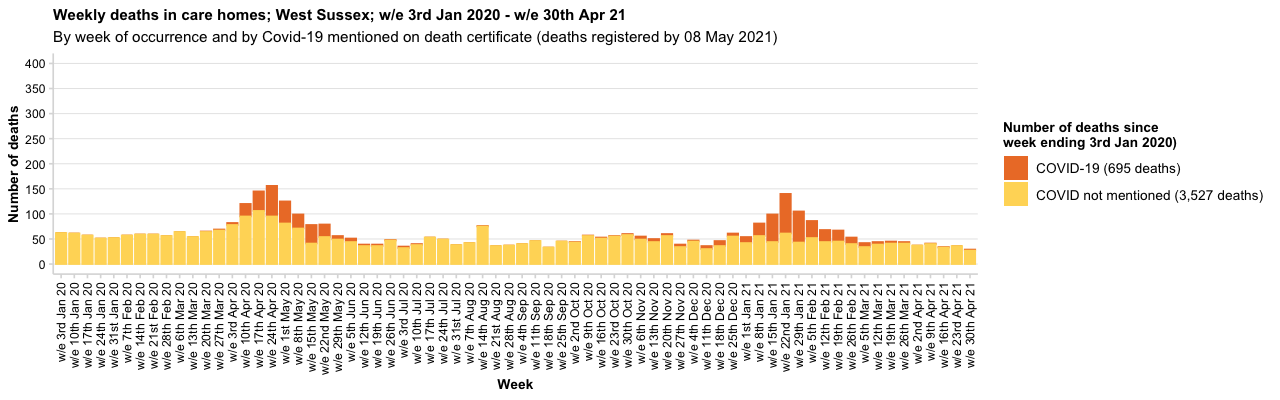 Weekly deaths in care homes; West Sussex; w/e 3rd Jan 2020 - w/e 30th Apr 21
By week of occurrence and by Covid-19 mentioned on death certificate (deaths registered by 08 May 2021)
400
350
300
250
200
150
100
50
0
Number of deaths
w/e 3rd Jan 20
w/e 10th Jan 20
w/e 17th Jan 20
w/e 24th Jan 20
w/e 31st Jan 20
w/e 7th Feb 20
w/e 14th Feb 20
w/e 21st Feb 20
w/e 28th Feb 20
w/e 6th Mar 20
w/e 13th Mar 20
w/e 20th Mar 20
w/e 27th Mar 20
w/e 3rd Apr 20
w/e 10th Apr 20
w/e 17th Apr 20
w/e 24th Apr 20
w/e 1st May 20
w/e 8th May 20
w/e 15th May 20
w/e 22nd May 20
w/e 29th May 20
w/e 5th Jun 20
w/e 12th Jun 20
w/e 19th Jun 20
w/e 26th Jun 20
w/e 3rd Jul 20
w/e 10th Jul 20
w/e 17th Jul 20
w/e 24th Jul 20
w/e 31st Jul 20
w/e 7th Aug 20
w/e 14th Aug 20
w/e 21st Aug 20
w/e 28th Aug 20
w/e 4th Sep 20
w/e 11th Sep 20
w/e 18th Sep 20
w/e 25th Sep 20
w/e 2nd Oct 20
w/e 9th Oct 20
w/e 16th Oct 20
w/e 23rd Oct 20
w/e 30th Oct 20
w/e 6th Nov 20
w/e 13th Nov 20
w/e 20th Nov 20
w/e 27th Nov 20
w/e 4th Dec 20
w/e 11th Dec 20
w/e 18th Dec 20
w/e 25th Dec 20
w/e 1st Jan 21
w/e 8th Jan 21
w/e 15th Jan 21
w/e 22nd Jan 21
w/e 29th Jan 21
w/e 5th Feb 21
w/e 12th Feb 21
w/e 19th Feb 21
w/e 26th Feb 21
w/e 5th Mar 21
w/e 12th Mar 21
w/e 19th Mar 21
w/e 26th Mar 21
w/e 2nd Apr 21
w/e 9th Apr 21
w/e 16th Apr 21
w/e 23rd Apr 21
w/e 30th Apr 21
Week
Number of deaths since
week ending 3rd Jan 2020)
COVID-19 (695 deaths)
COVID not mentioned (3,527 deaths)